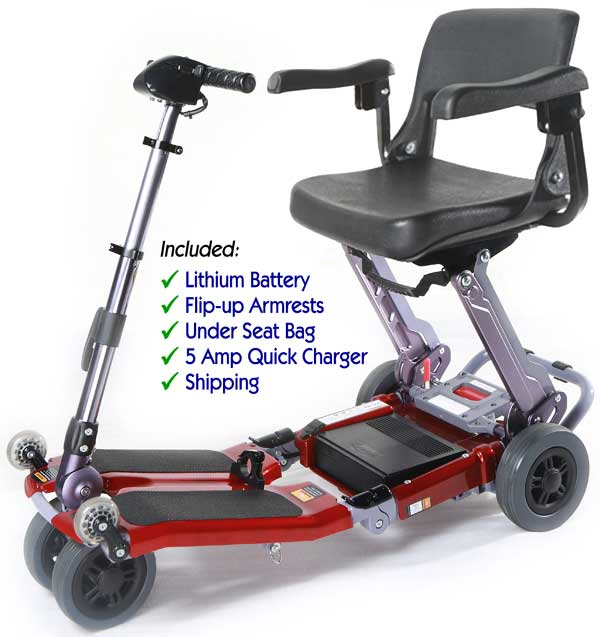 Included:
✓ Lithium Battery
✓ Flip-up Armrests
✓ Under Seat Bag
✓ 5 Amp Quick Charger
✓ Shipping